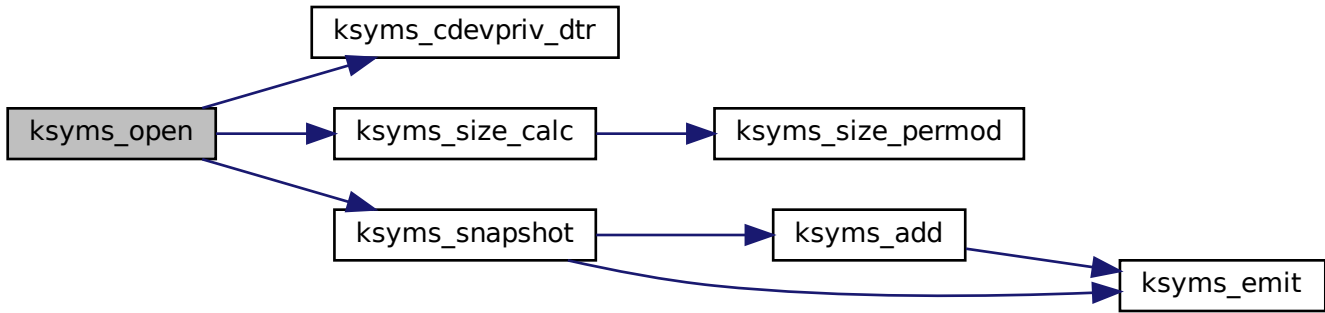 ksyms_cdevpriv_dtr
ksyms_open
ksyms_size_calc
ksyms_size_permod
ksyms_snapshot
ksyms_add
ksyms_emit